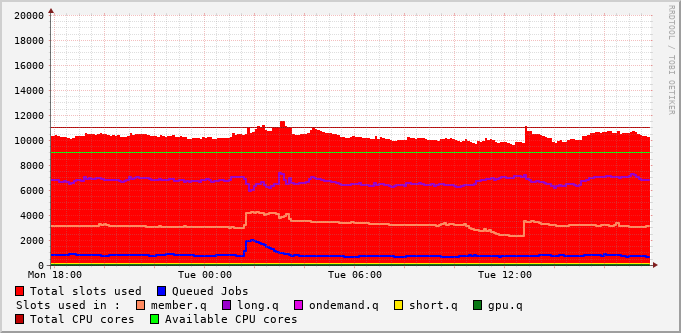 RRDTOOL / TOBI OETIKER
20000
18000
16000
14000
12000
10000
8000
6000
4000
2000
0
Mon 18:00 Tue 00:00 Tue 06:00 Tue 12:00
Total slots used Queued Jobs
Slots used in : member.q long.q ondemand.q short.q gpu.q
Total CPU cores Available CPU cores